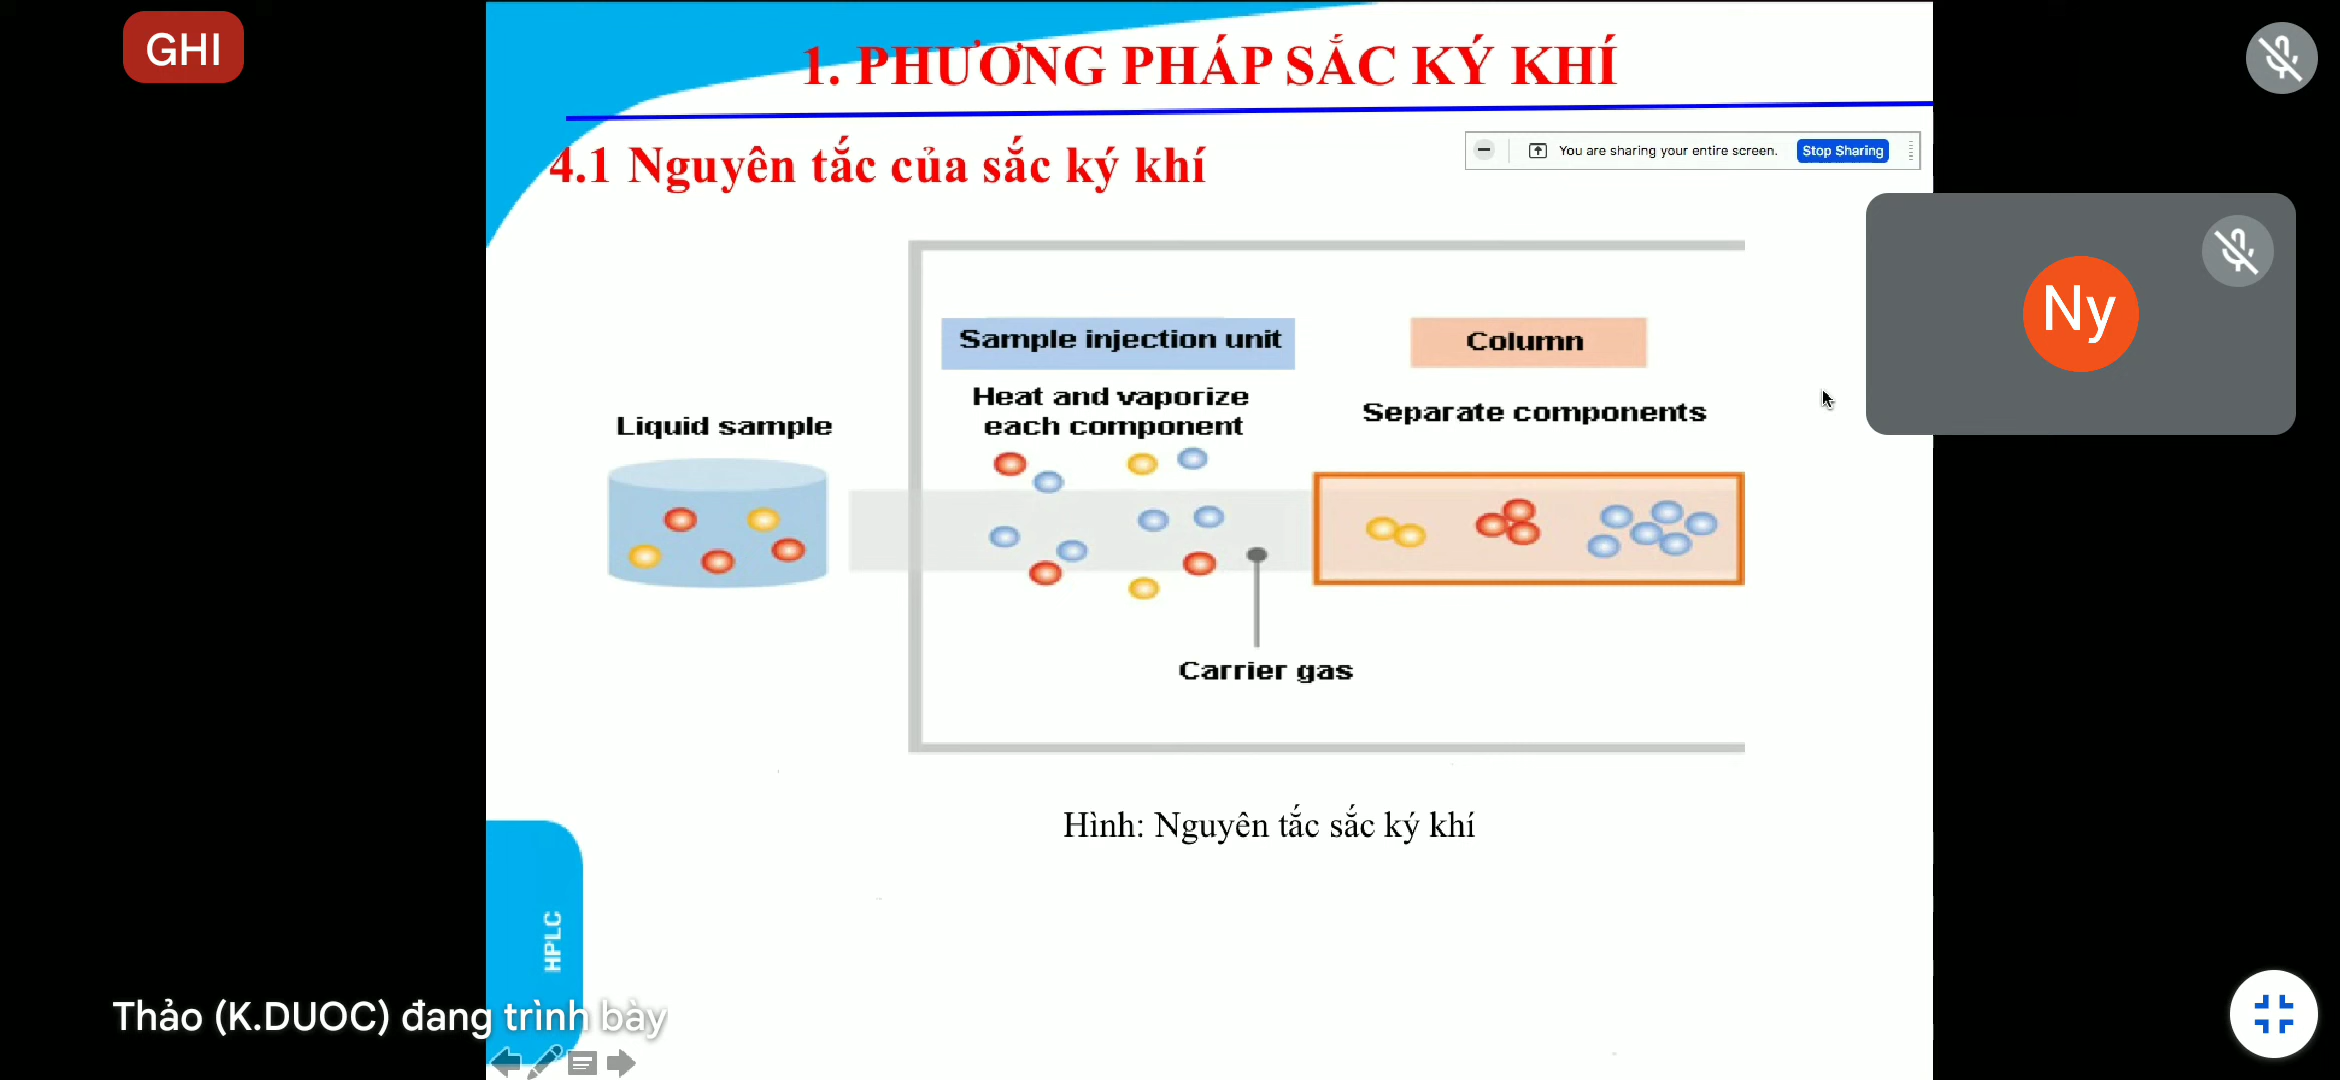 GHI
1. PHƯƠNG PHÁP SẮC KÝ KHÍ
4.1 Nguyên tắc của sắc ký khí
You are sharing your entire screen.
Stop Sharing
Ny
Sample injection unit
Column
Heat and vaporize
each component
Separate components
Liquid sample
Carrier gas
Hình: Nguyên tắc sắc ký khí
HPLC
Thảo (K.DUOC) đang trình bày